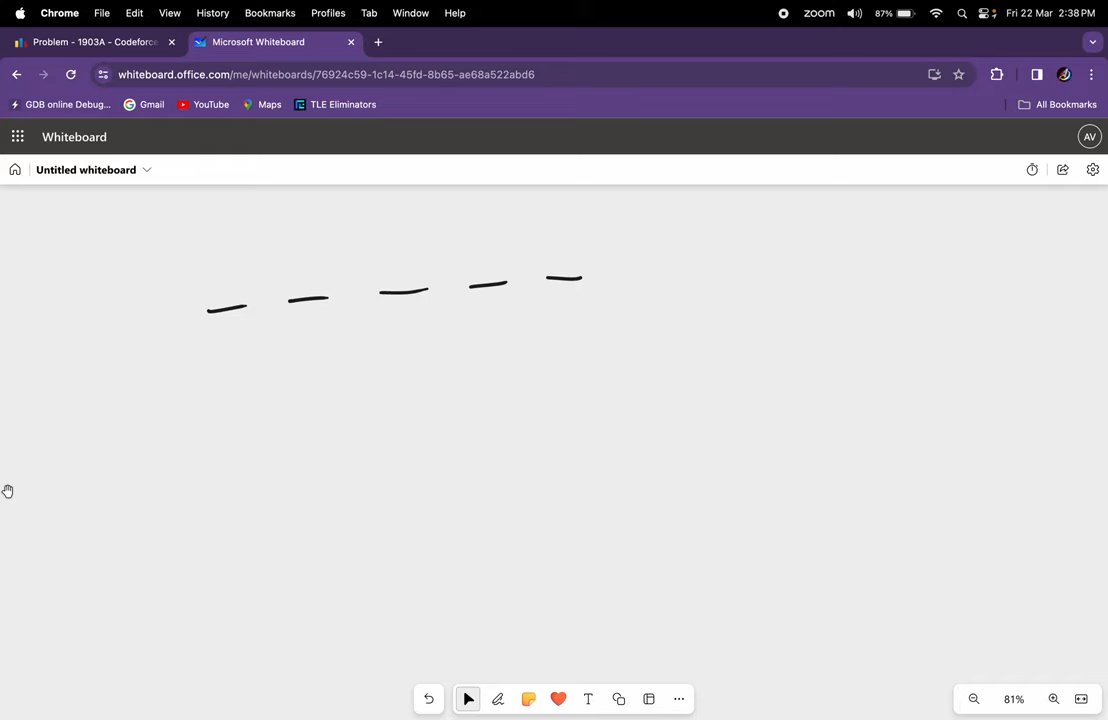 Chrome File Edit View History Bookmarks Profiles Tab Window Help zoom 87% Fri 22 Mar 2:38 PM
Problem - 1903A - Codeforce Microsoft Whiteboard
whiteboard.office.com/me/whiteboards/76924c59-1c14-45fd-8b65-ae68a522abd6
GDB online Debug... Gmail YouTube Maps TLE Eliminators All Bookmarks
Whiteboard AV
Untitled whiteboard
T 81%